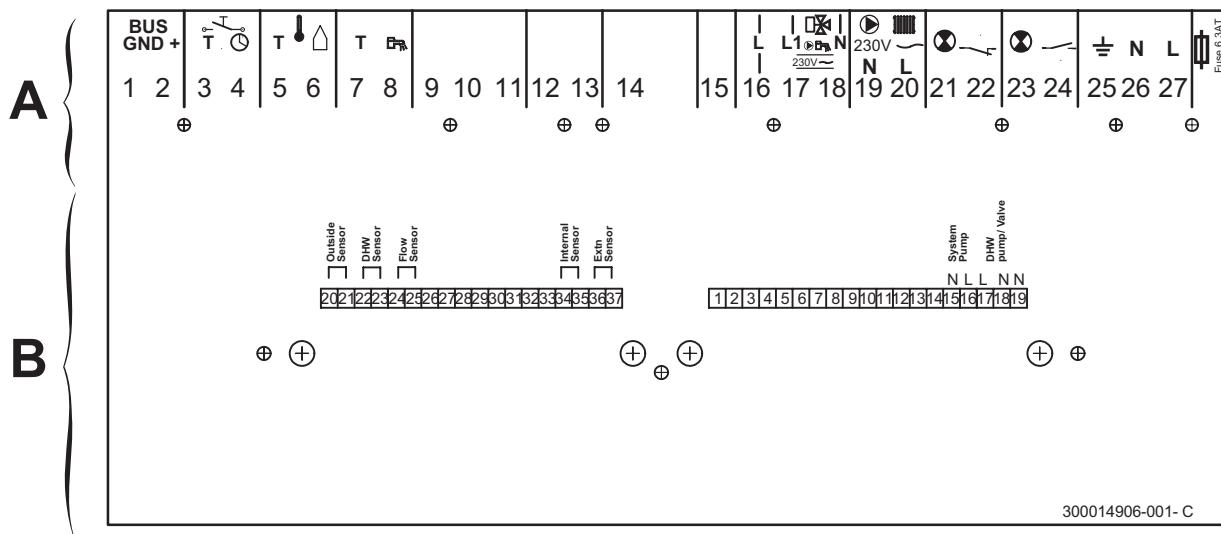 A
BUS
GND +
T
T
T
L
L1
N
230V
230V
N L
N L
Fuse 6.3AT
1 2 3 4 5 6 7 8 9 10 11 12 13 14 15 16 17 18 19 20 21 22 23 24 25 26 27
B
Outside Sensor
DHW Sensor
Flow Sensor
Internal Sensor
Extn Sensor
System Pump
DHW pump/ Valve
N L L N N
20 21 22 23 24 25 26 27 28 29 30 31 32 33 34 35 36 37
1 2 3 4 5 6 7 8 9 10 11 12 13 14 15 16 17 18 19
300014906-001- C